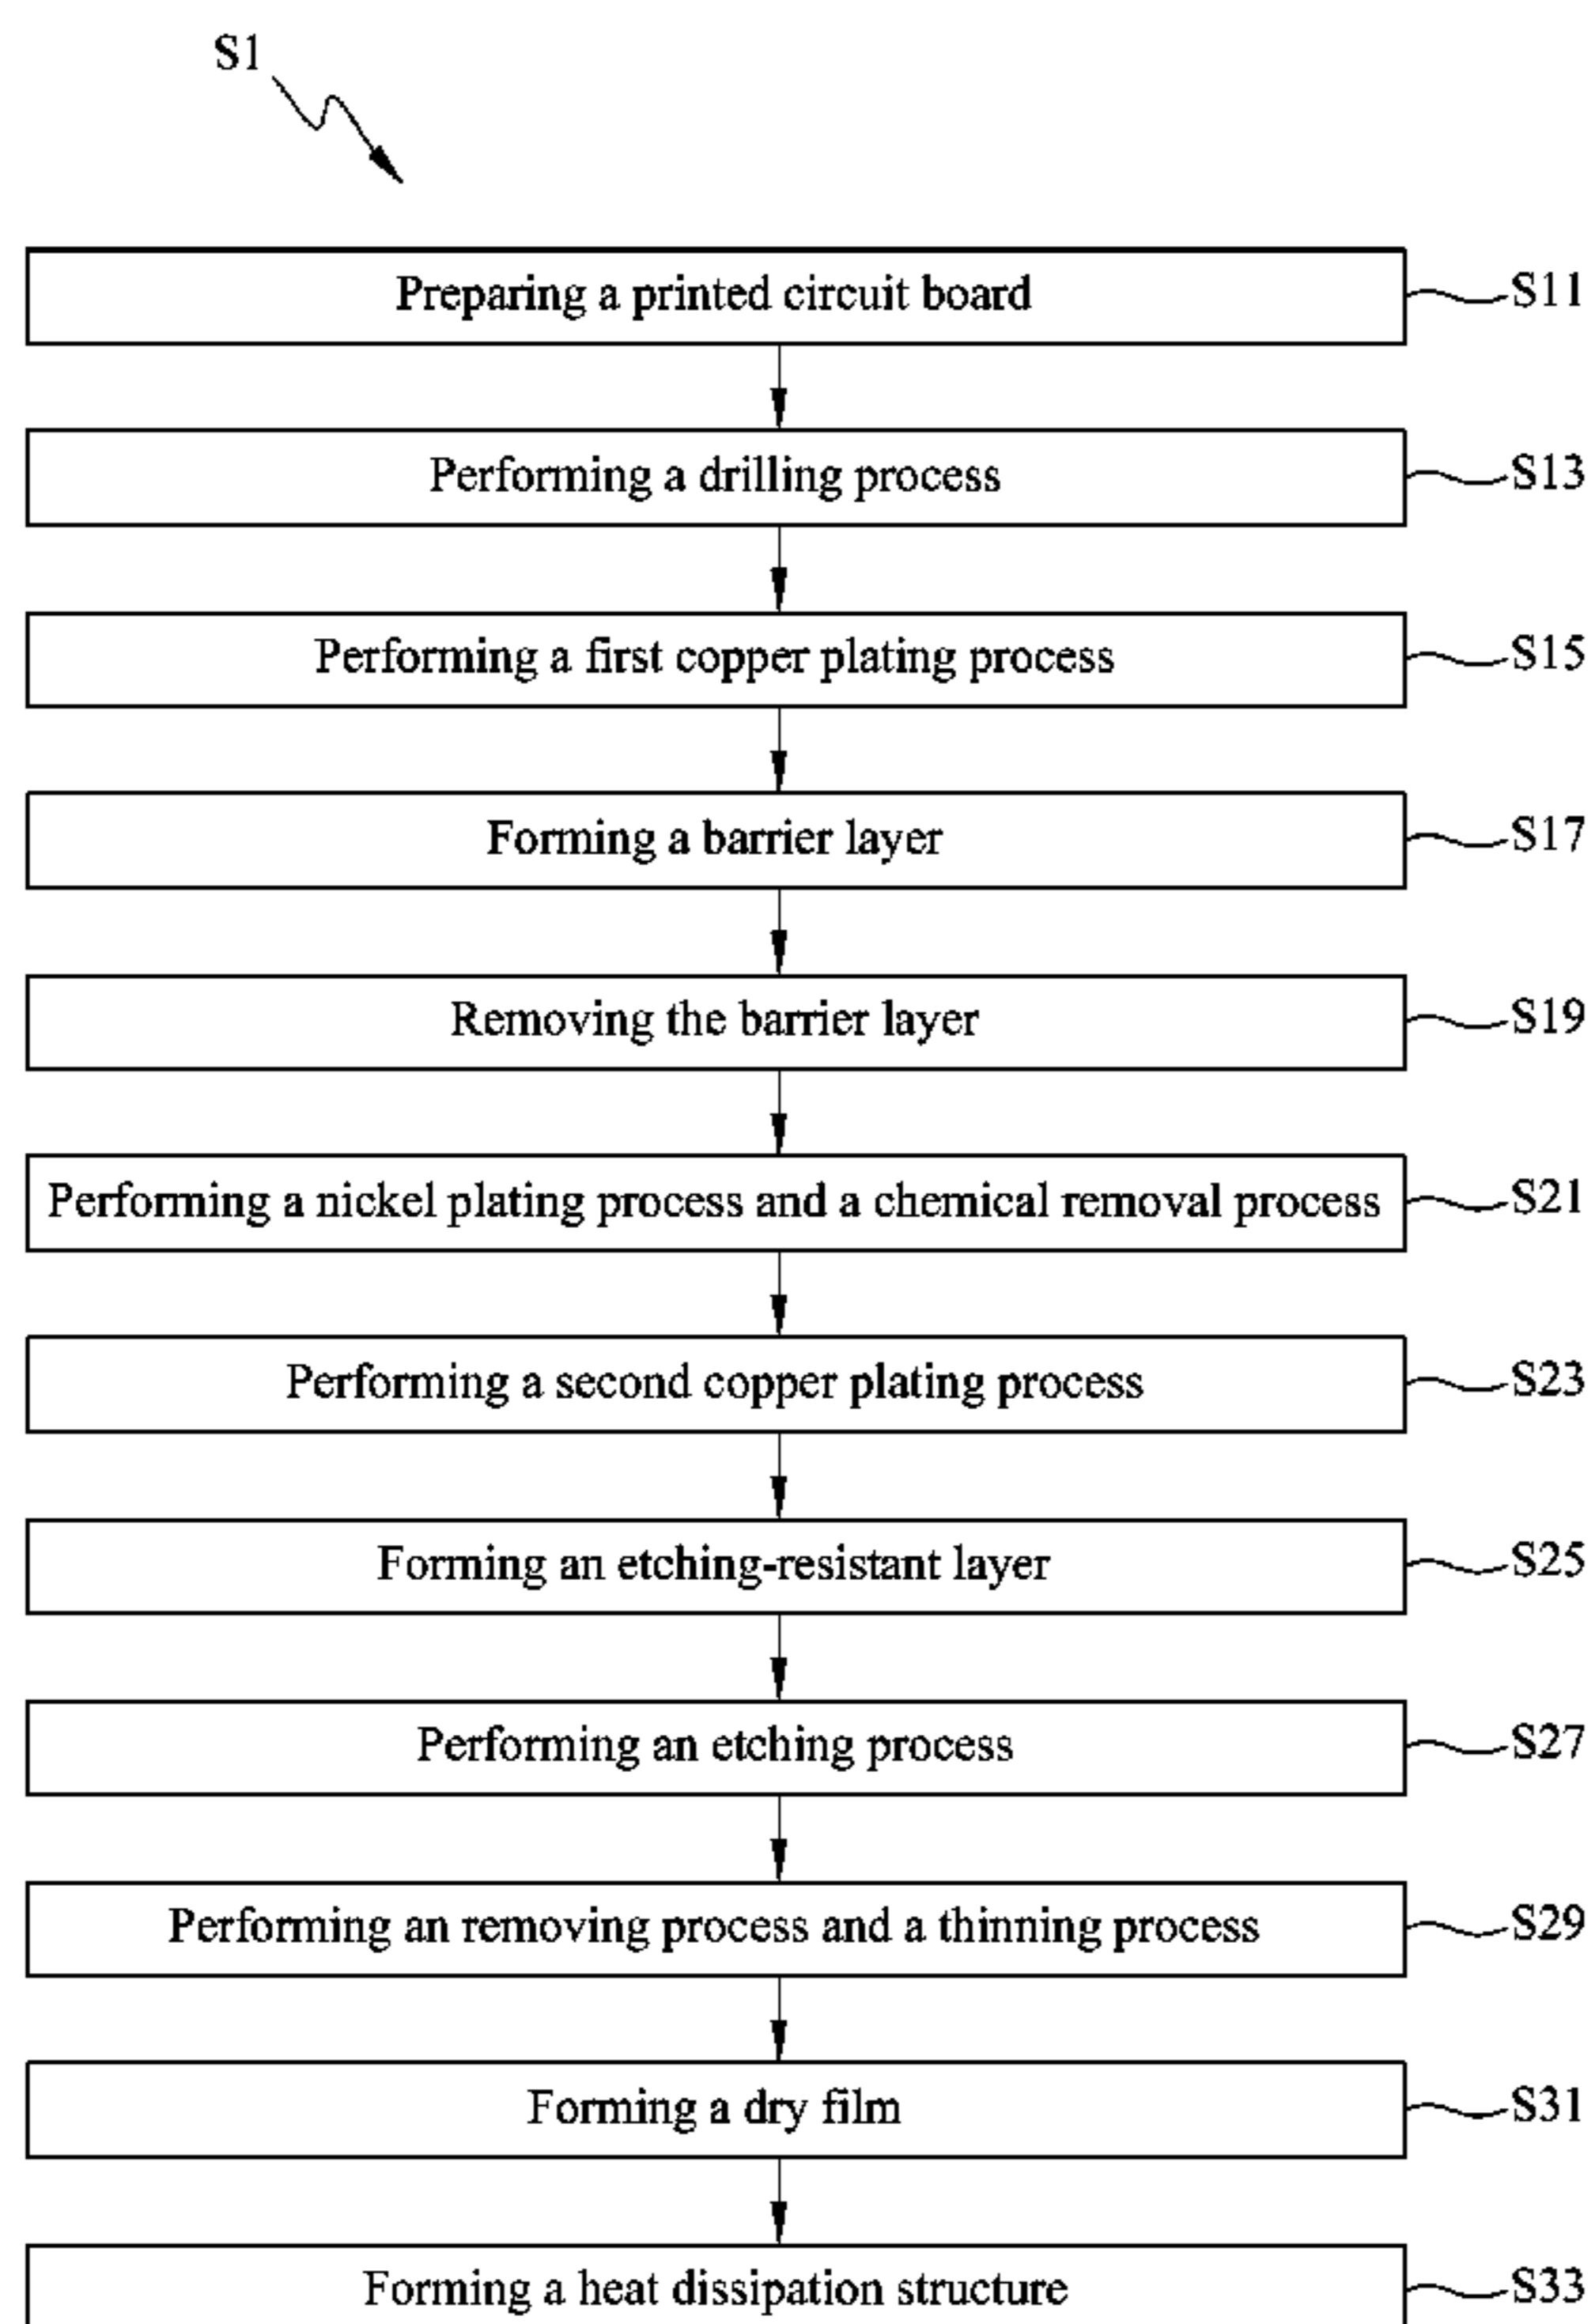 S1
Preparing a printed circuit board S11
Performing a drilling process S13
Performing a first copper plating process S15
Forming a barrier layer S17
Removing the barrier layer S19
Performing a nickel plating process and a chemical removal process S21
Performing a second copper plating process S23
Forming an etching-resistant layer S25
Performing an etching process S27
Performing an removing process and a thinning process S29
Forming a dry film S31
Forming a heat dissipation structure S33